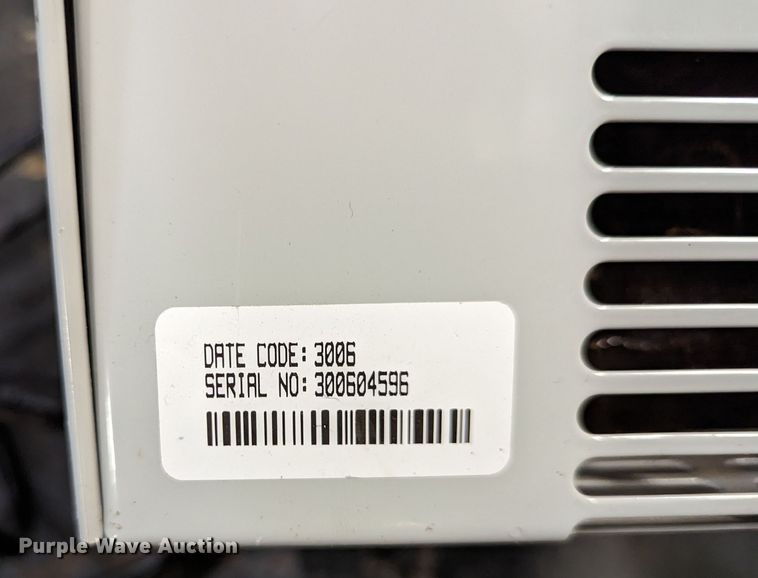 DATE CODE: 3006
SERIAL NO: 300604596
Purple Wave Auction